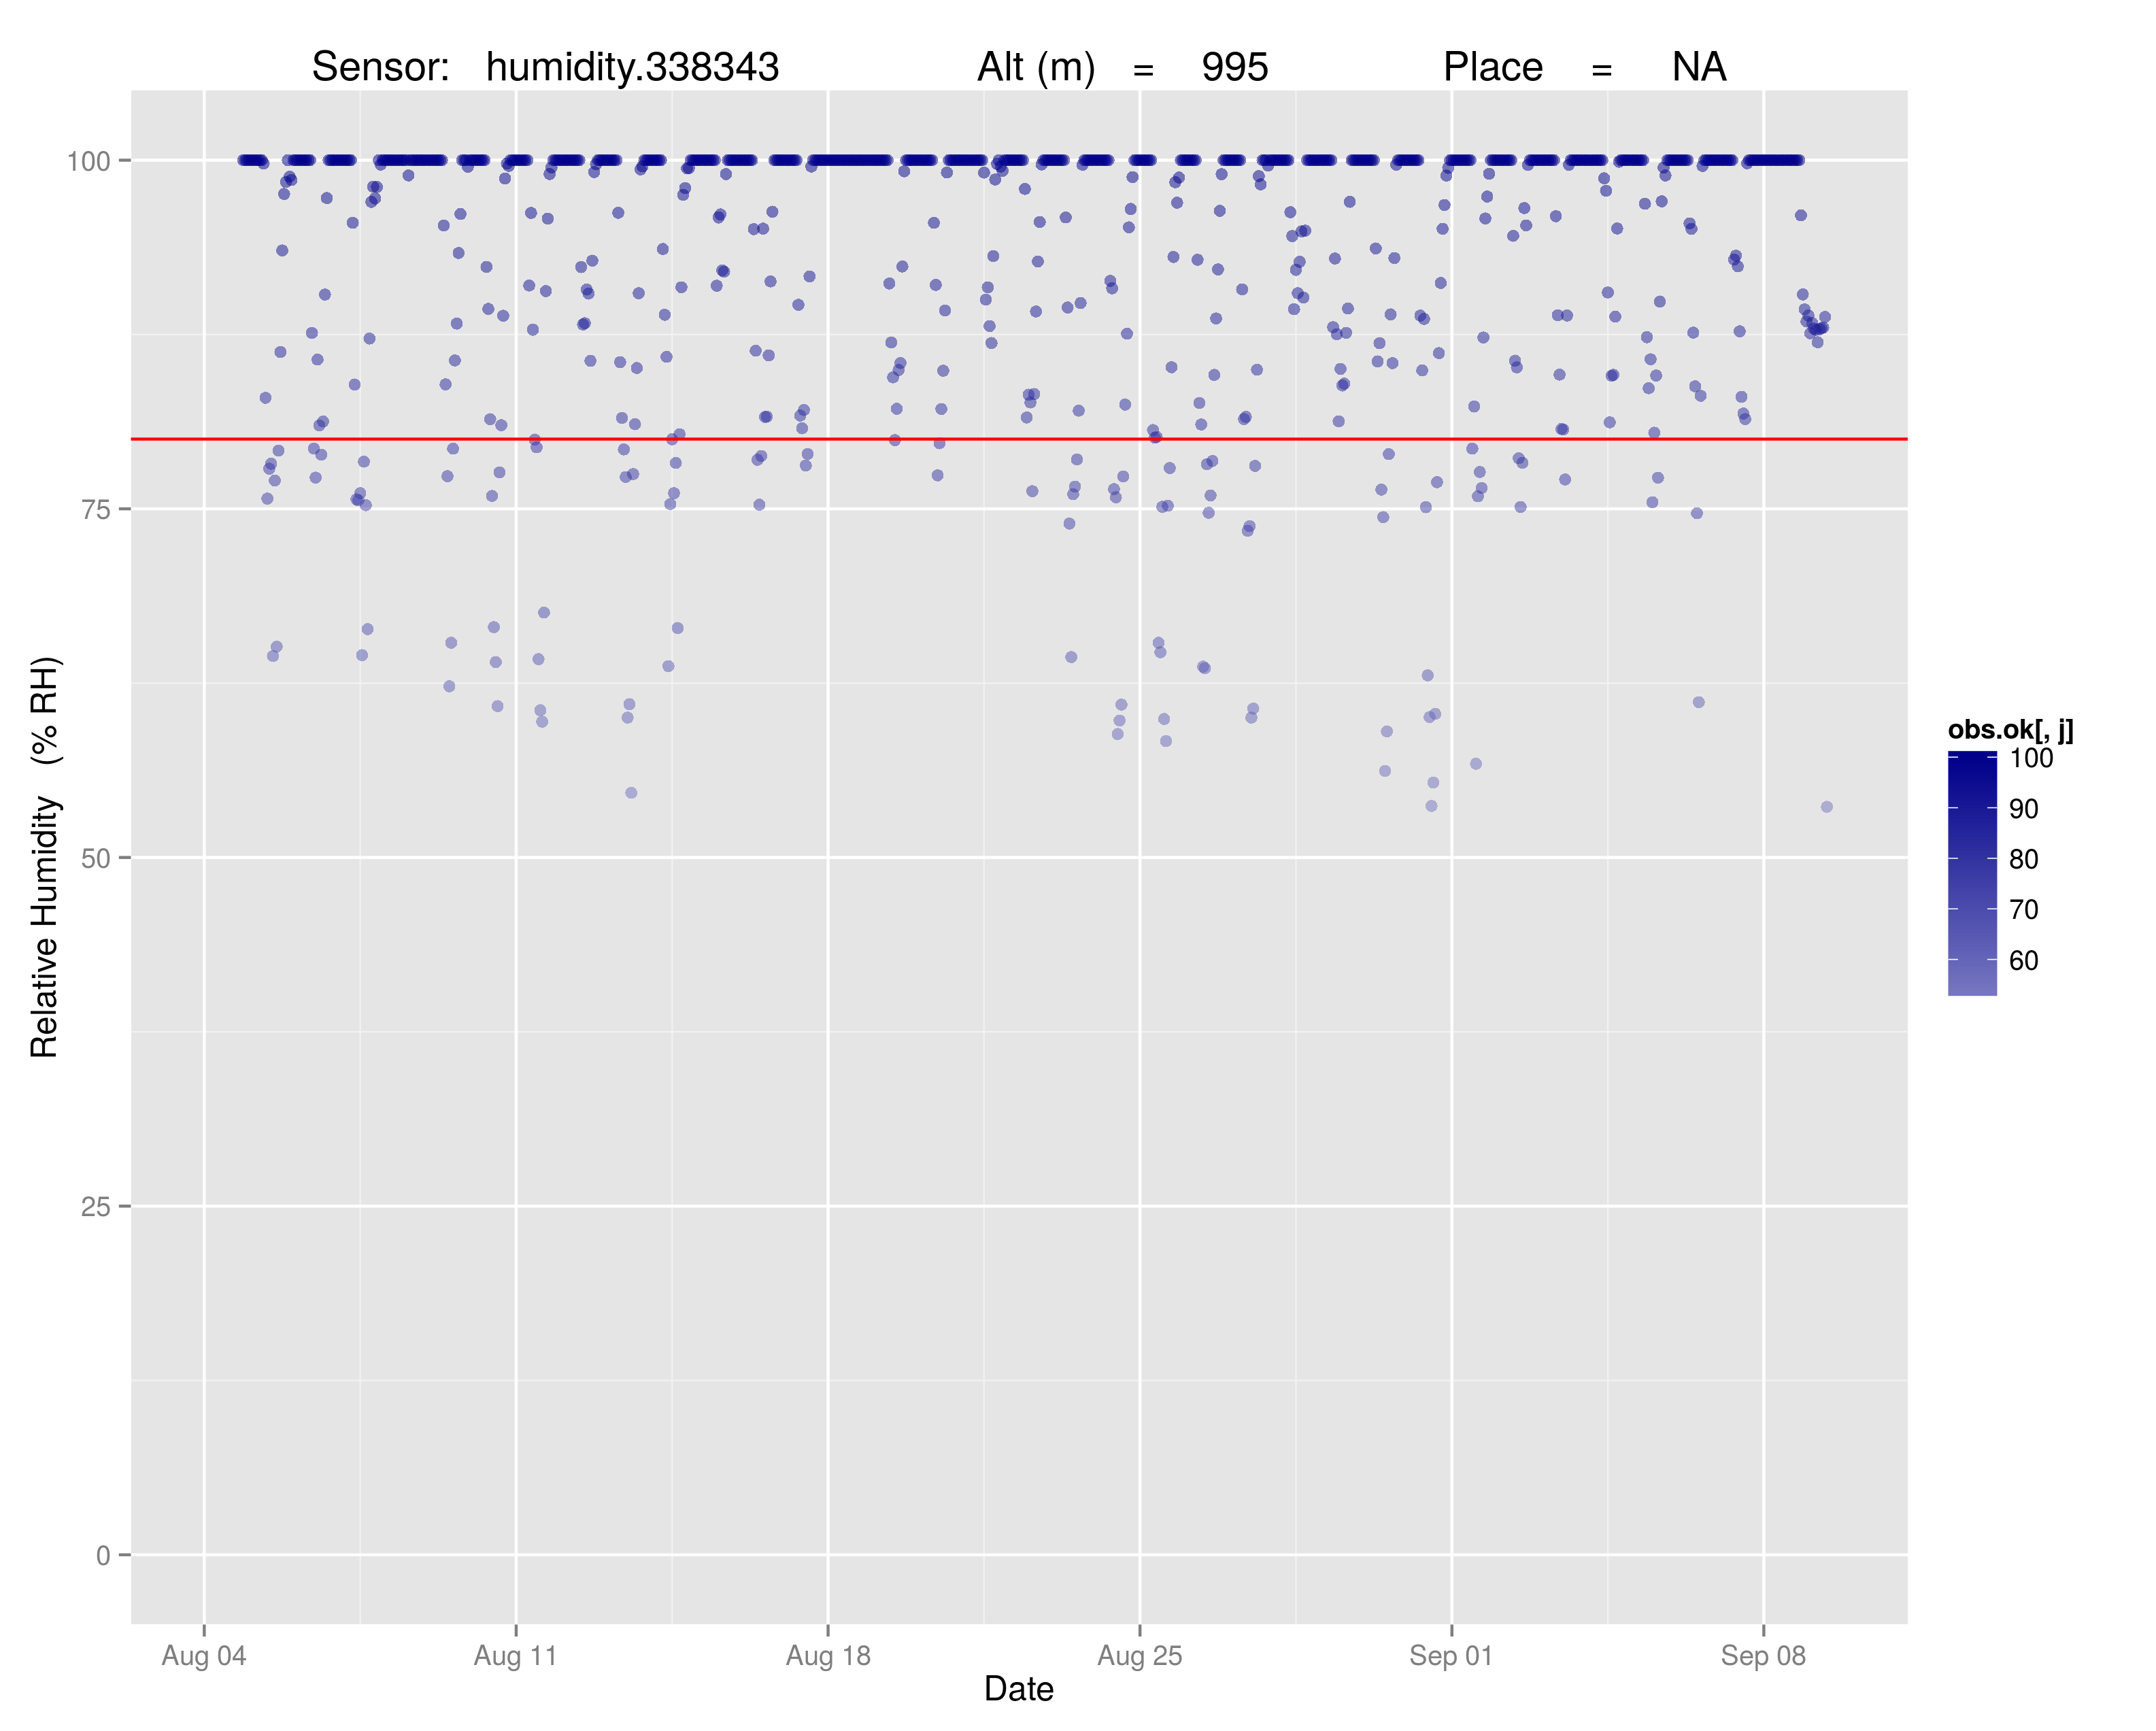 Sensor: humidity.338343 Alt (m) = 995 Place = NA
100
75
50
25
0
Relative Humidity (% RH)
Aug 04 Aug 11 Aug 18 Aug 25 Sep 01 Sep 08
Date
obs.ok[, j]
100
90
80
70
60